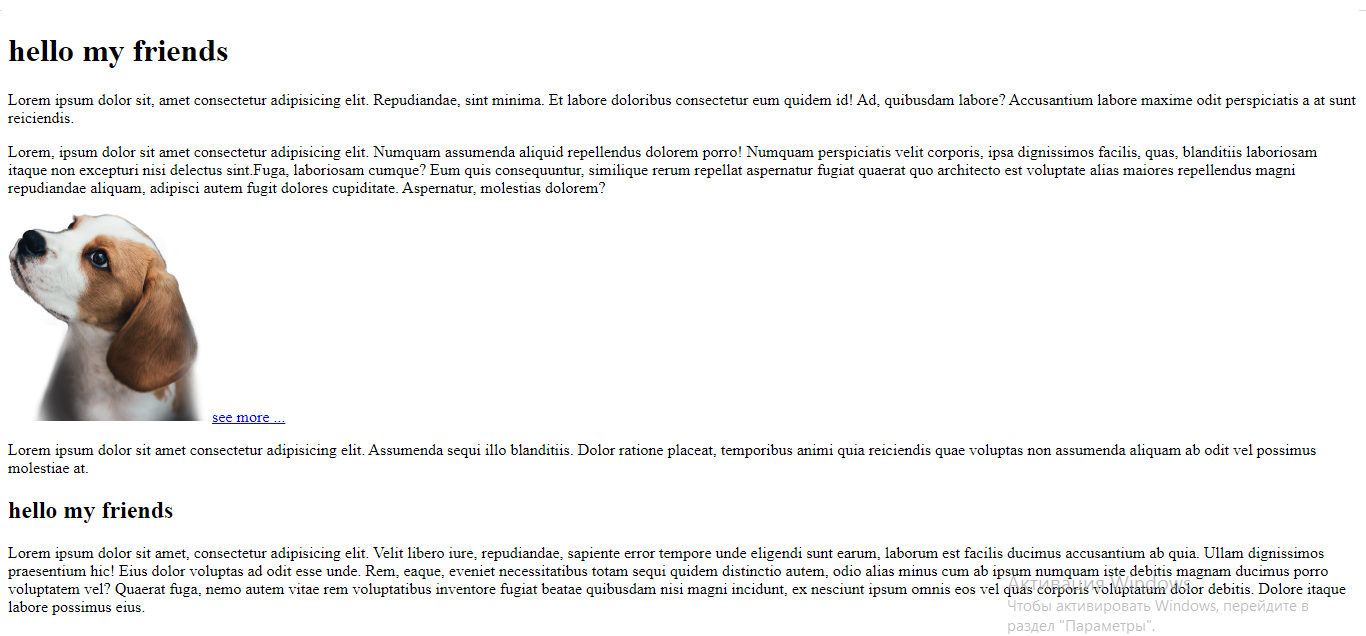 hello my friends
Lorem ipsum dolor sit, amet consectetur adipisicing elit. Repudiandae, sint minima. Et labore doloribus consectetur eum quidem id! Ad, quibusdam labore? Accusantium labore maxime odit perspiciatis a at sunt
reiciendis.
Lorem, ipsum dolor sit amet consectetur adipisicing elit. Numquam assumenda aliquid repellendus dolorem porro! Numquam perspiciatis velit corporis, ipsa dignissimos facilis, quas, blanditiis laboriosam
itaque non excepturi nisi delectus sint.Fuga, laboriosam cumque? Eum quis consequuntur, similique rerum repellat aspernatur fugiat quaerat quo architecto est voluptate alias maiores repellendus magni
repudiandae aliquam, adipisci autem fugit dolores cupiditate. Aspernatur, molestias dolorem?
see more ...
Lorem ipsum dolor sit amet consectetur adipisicing elit. Assumenda sequi illo blanditiis. Dolor ratione placeat, temporibus animi quia reiciendis quae voluptas non assumenda aliquam ab odit vel possimus
molestiae at.
hello my friends
Lorem ipsum dolor sit amet, consectetur adipisicing elit. Velit libero iure, repudiandae, sapiente error tempore unde eligendi sunt earum, laborum est facilis ducimus accusantium ab quia. Ullam dignissimos
praesentium hic! Eius dolor voluptas ad odit esse unde. Rem, eaque, eveniet necessitatibus totam sequi quidem distinctio autem, odio alias minus cum ab ipsum numquam iste debitis magnam ducimus porro
voluptatem vel? Quaerat fuga, nemo autem vitae rem voluptatibus inventore fugiat beatae quibusdam nisi magni incidunt, ex nesciunt ipsum omnis eos vel quas corporis voluptatum dolor debitis. Dolore itaque
labore possimus eius.
Активация Windows
Чтобы активировать Windows, перейдите в
раздел "Параметры".